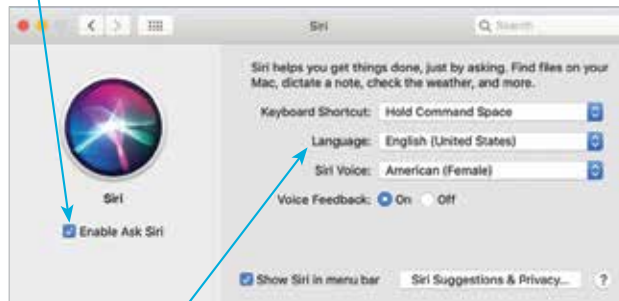 Siri
Search
Siri helps you get things done, just by asking. Find files on your
Mac, dictate a note, check the weather, and more.
Keyboard Shortcut: Hold Command Space
Language: English (United States)
Siri Voice: American (Female)
Voice Feedback: On Off
Siri
Enable Ask Siri
Show Siri in menu bar Siri Suggestions & Privacy... ?